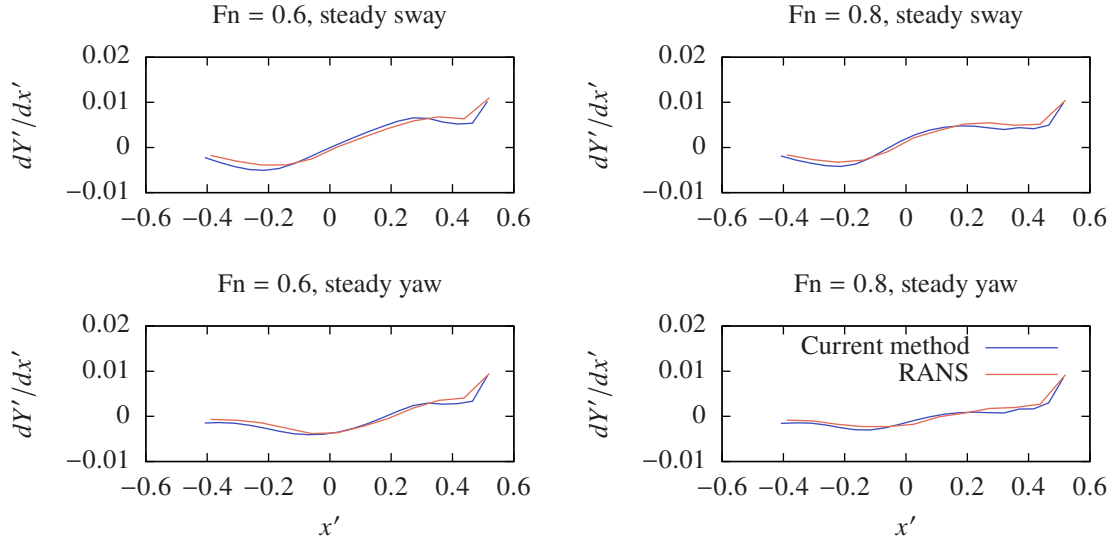 Fn = 0.6, steady sway
dY′/dx′
0.02
0.01
0
−0.01
−0.6 −0.4 −0.2 0 0.2 0.4 0.6
Fn = 0.8, steady sway
dY′/dx′
0.02
0.01
0
−0.01
−0.6 −0.4 −0.2 0 0.2 0.4 0.6
Fn = 0.6, steady yaw
dY′/dx′
0.02
0.01
0
−0.01
−0.6 −0.4 −0.2 0 0.2 0.4 0.6
x′
Fn = 0.8, steady yaw
dY′/dx′
0.02
0.01
0
−0.01
Current method
RANS
−0.6 −0.4 −0.2 0 0.2 0.4 0.6
x′